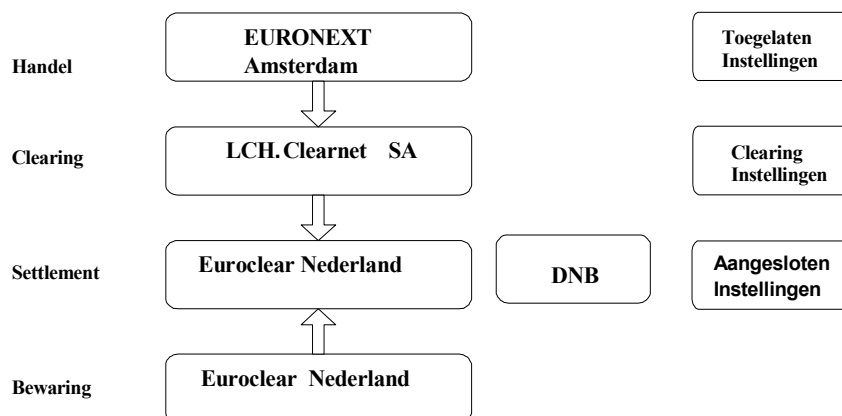 Handel
EURONEXT
Amsterdam
Toegelaten
Instellingen
Clearing
LCH.Clearnet SA
Clearing
Instellingen
Settlement
Euroclear Nederland
DNB
Aangesloten
Instellingen
Bewaring
Euroclear Nederland